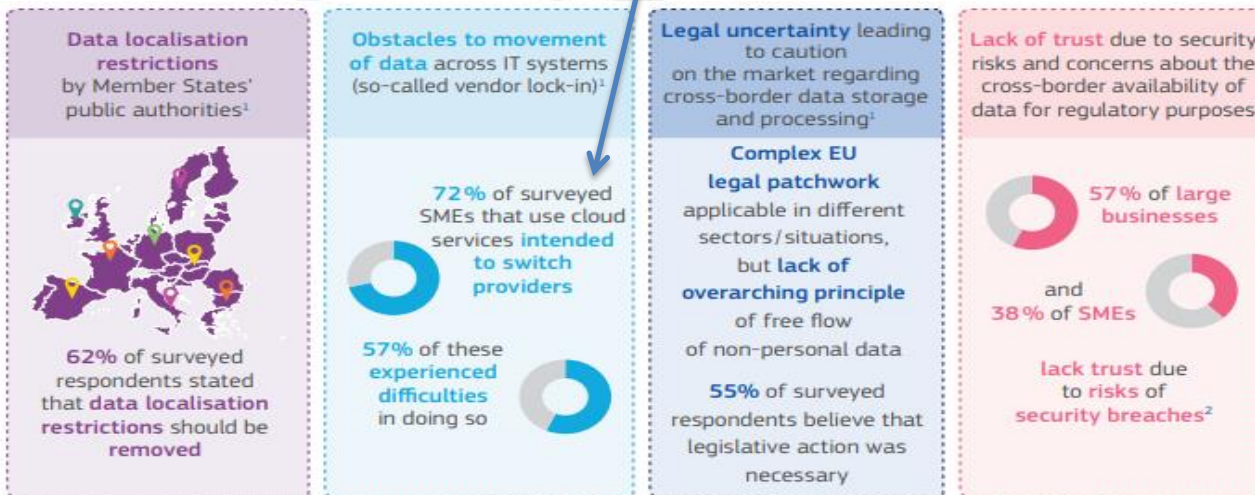 Data localisation
restrictions
by Member States'
public authorities¹
62% of surveyed
respondents stated
that data localisation
restrictions should be
removed
Obstacles to movement
of data across IT systems
(so-called vendor lock-in)¹
72% of surveyed
SMEs that use cloud
services intended
to switch
providers
57% of these
experienced
difficulties
in doing so
Legal uncertainty leading
to caution
on the market regarding
cross-border data storage
and processing¹
Complex EU
legal patchwork
applicable in different
sectors/situations,
but lack of
overarching principle
of free flow
of non-personal data
55% of surveyed
respondents believe that
legislative action was
necessary
Lack of trust due to security
risks and concerns about the
cross-border availability of
data for regulatory purposes
57% of large
businesses
and
38% of SMEs
lack trust due
to risks of
security breaches²